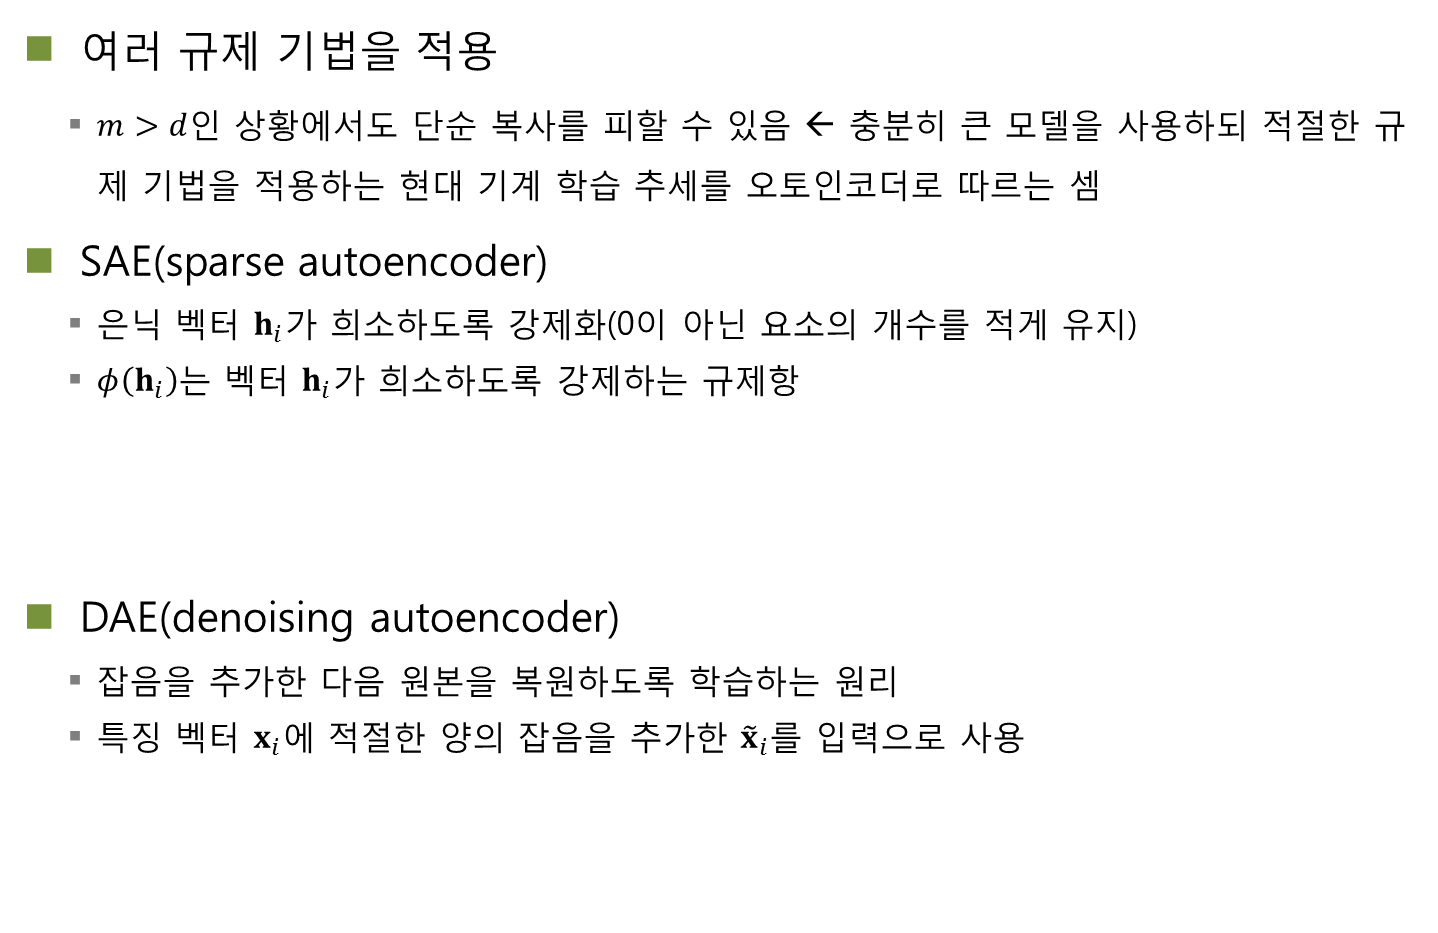 ■ 여러 규제 기법을 적용
▪ m > d인 상황에서도 단순 복사를 피할 수 있음 ← 충분히 큰 모델을 사용하되 적절한 규
제 기법을 적용하는 현대 기계 학습 추세를 오토인코더로 따르는 셈
■ SAE(sparse autoencoder)
▪ 은닉 벡터 𝐡ᵢ가 희소하도록 강제화(0이 아닌 요소의 개수를 적게 유지)
▪ ϕ(𝐡ᵢ)는 벡터 𝐡ᵢ가 희소하도록 강제하는 규제항
■ DAE(denoising autoencoder)
▪ 잡음을 추가한 다음 원본을 복원하도록 학습하는 원리
▪ 특징 벡터 𝐱ᵢ에 적절한 양의 잡음을 추가한 𝐱̃ᵢ를 입력으로 사용